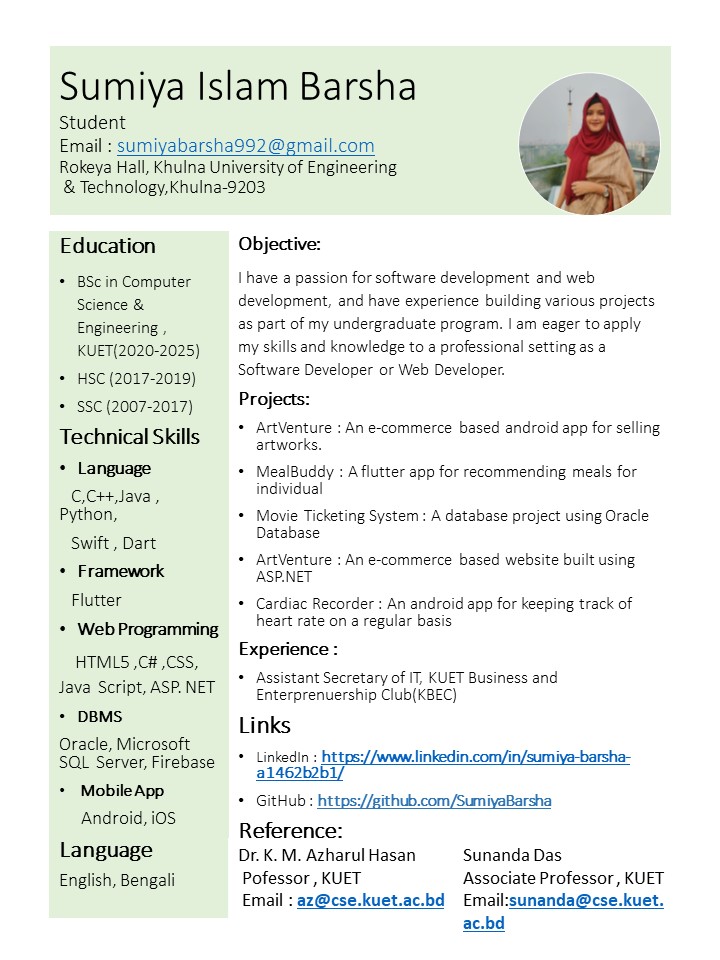 Sumiya Islam Barsha
Student
Email : sumiyabarsha992@gmail.com
Rokeya Hall, Khulna University of Engineering
& Technology,Khulna-9203
Education
• BSc in Computer
Science &
Engineering ,
KUET(2020-2025)
• HSC (2017-2019)
• SSC (2007-2017)
Technical Skills
• Language
C,C++,Java ,
Python,
Swift , Dart
• Framework
Flutter
• Web Programming
HTML5 ,C# ,CSS,
Java Script, ASP. NET
• DBMS
Oracle, Microsoft
SQL Server, Firebase
• Mobile App
Android, iOS
Language
English, Bengali
Objective:
I have a passion for software development and web
development, and have experience building various projects
as part of my undergraduate program. I am eager to apply
my skills and knowledge to a professional setting as a
Software Developer or Web Developer.
Projects:
• ArtVenture : An e-commerce based android app for selling
artworks.
• MealBuddy : A flutter app for recommending meals for
individual
• Movie Ticketing System : A database project using Oracle
Database
• ArtVenture : An e-commerce based website built using
ASP.NET
• Cardiac Recorder : An android app for keeping track of
heart rate on a regular basis
Experience :
• Assistant Secretary of IT, KUET Business and
Enterprenuership Club(KBEC)
Links
• LinkedIn : https://www.linkedin.com/in/sumiya-barsha-
a1462b2b1/
• GitHub : https://github.com/SumiyaBarsha
Reference:
Dr. K. M. Azharul Hasan
Pofessor , KUET
Email : az@cse.kuet.ac.bd
Sunanda Das
Associate Professor , KUET
Email:sunanda@cse.kuet.
ac.bd